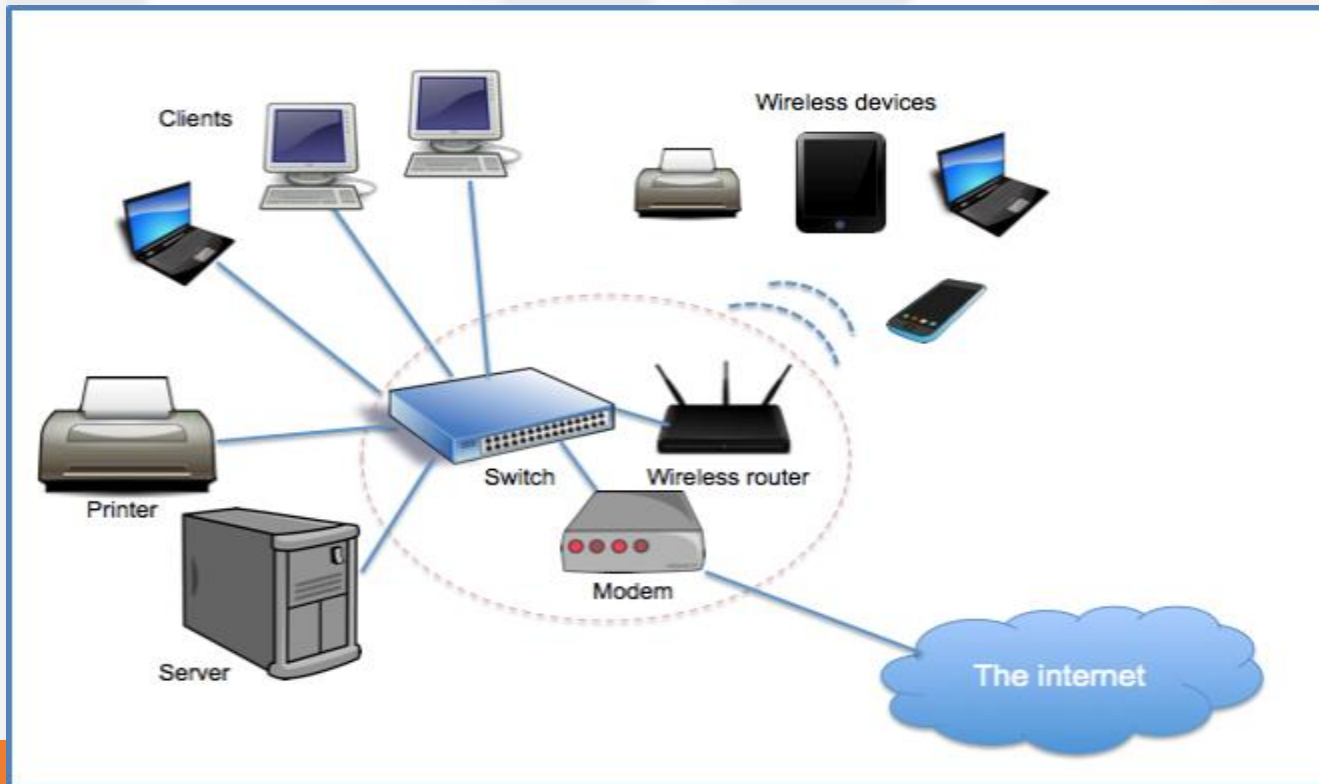 Clients
Wireless devices
Switch
Wireless router
Printer
Modem
Server
The internet